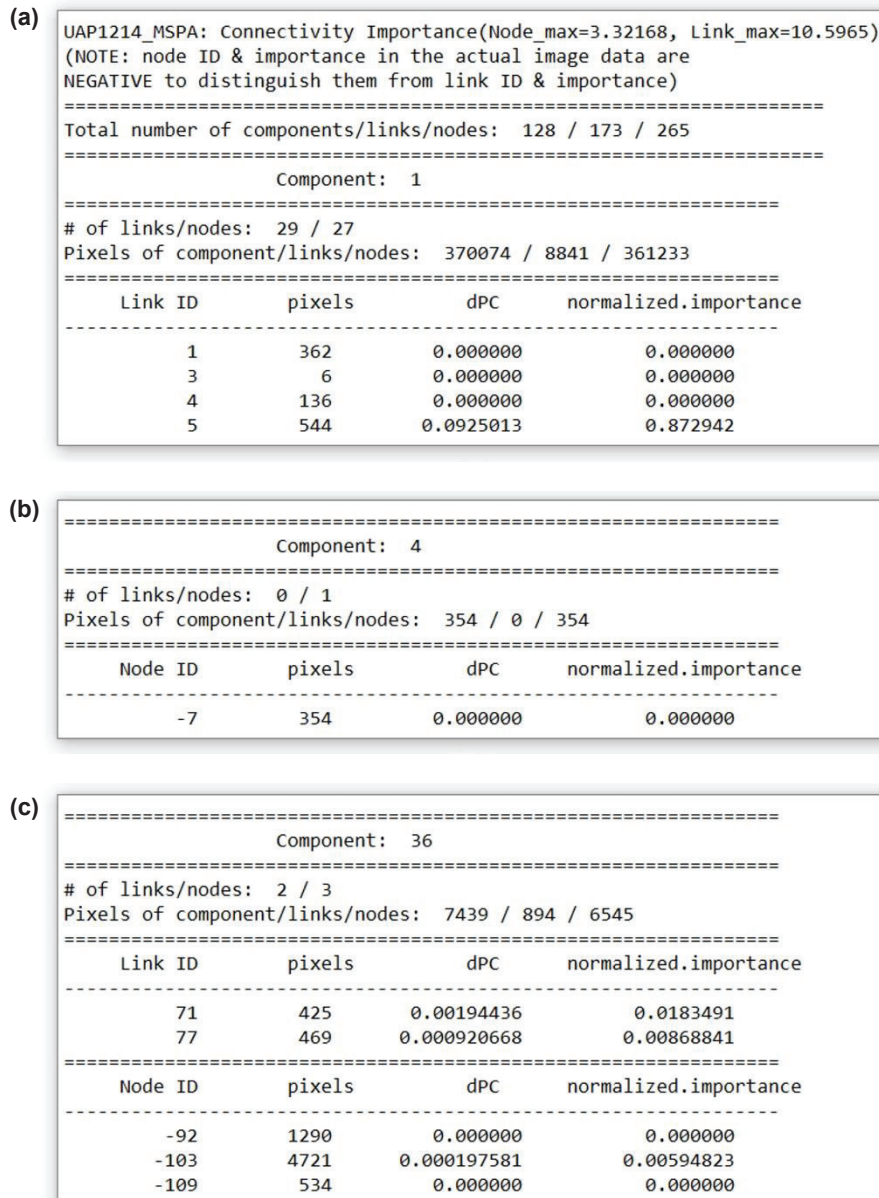 (a)
UAP1214_MSPA: Connectivity Importance(Node_max=3.32168, Link_max=10.5965)
(NOTE: node ID & importance in the actual image data are
NEGATIVE to distinguish them from link ID & importance)
====================================================================
Total number of components/links/nodes:  128 / 173 / 265
====================================================================
Component:  1
================================================================
# of links/nodes:  29 / 27
Pixels of component/links/nodes:  370074 / 8841 / 361233
================================================================
Link ID pixels dPC normalized.importance
----------------------------------------------------------------
1 362 0.000000 0.000000
3 6 0.000000 0.000000
4 136 0.000000 0.000000
5 544 0.0925013 0.872942
(b)
================================================================
Component:  4
================================================================
# of links/nodes:  0 / 1
Pixels of component/links/nodes:  354 / 0 / 354
================================================================
Node ID pixels dPC normalized.importance
----------------------------------------------------------------
-7 354 0.000000 0.000000
(c)
================================================================
Component:  36
================================================================
# of links/nodes:  2 / 3
Pixels of component/links/nodes:  7439 / 894 / 6545
================================================================
Link ID pixels dPC normalized.importance
----------------------------------------------------------------
71 425 0.00194436 0.0183491
77 469 0.000920668 0.00868841
================================================================
Node ID pixels dPC normalized.importance
----------------------------------------------------------------
-92 1290 0.000000 0.000000
-103 4721 0.000197581 0.00594823
-109 534 0.000000 0.000000